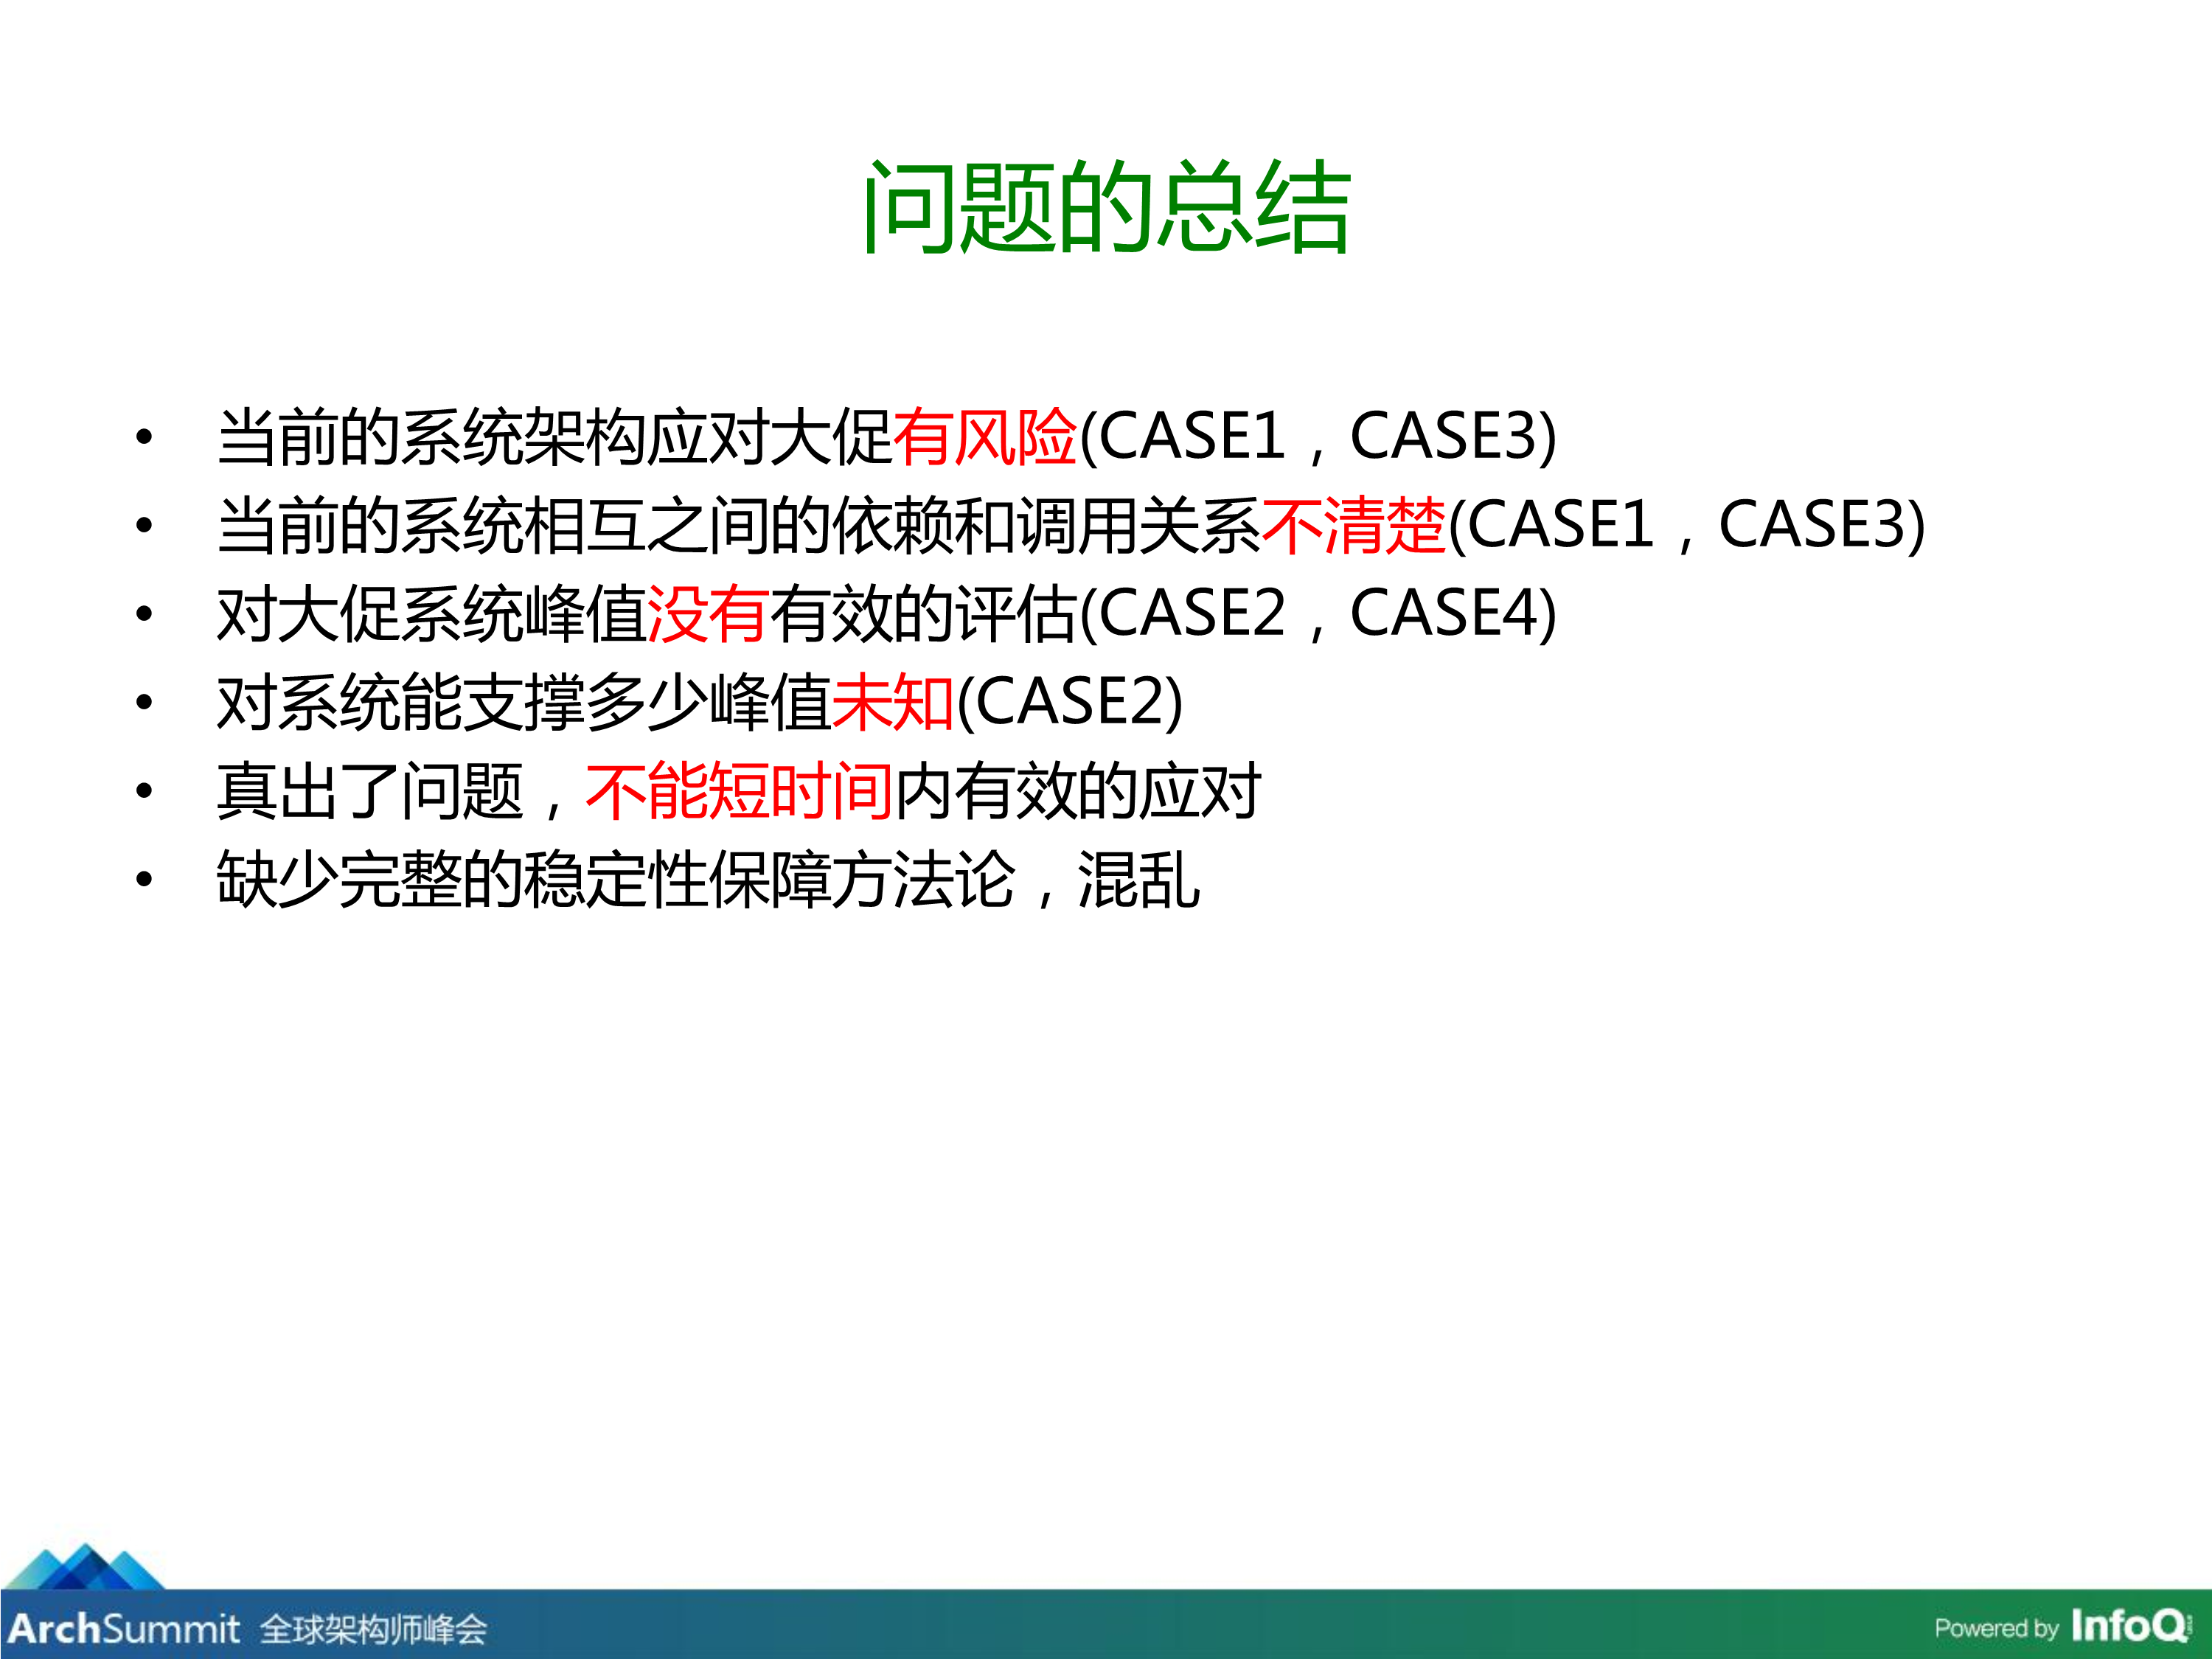 问题的总结
• 当前的系统架构应对大促有风险(CASE1，CASE3)
• 当前的系统相互之间的依赖和调用关系不清楚(CASE1，CASE3)
• 对大促系统峰值没有有效的评估(CASE2，CASE4)
• 对系统能支撑多少峰值未知(CASE2)
• 真出了问题，不能短时间内有效的应对
• 缺少完整的稳定性保障方法论，混乱
ArchSummit 全球架构师峰会
Powered by InfoQ